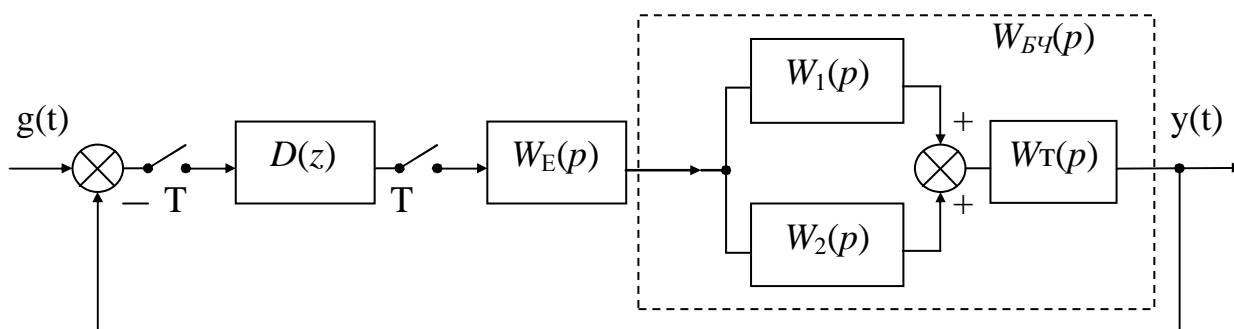 W_БЧ(p)
g(t)
W_1(p)
y(t)
D(z)
W_E(p)
+
W_T(p)
– T
T
+
W_2(p)